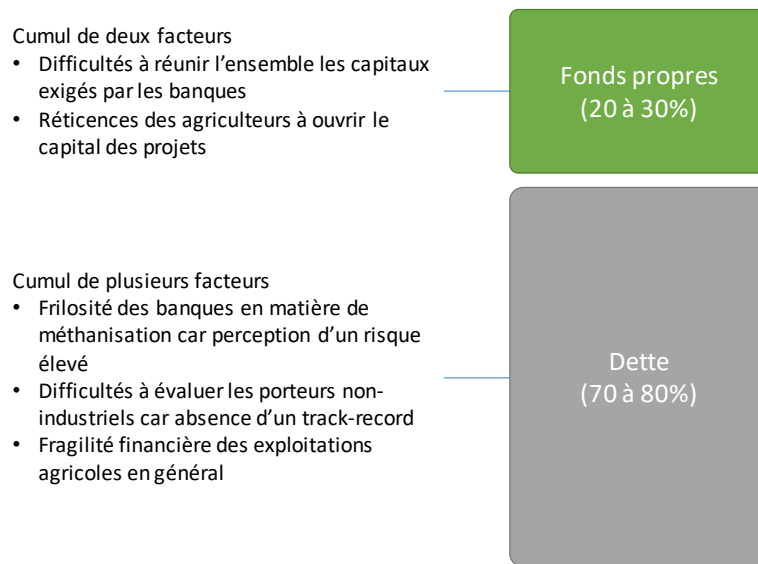 Cumul de deux facteurs
• Difficultés à réunir l'ensemble les capitaux
exigés par les banques
• Réticences des agriculteurs à ouvrir le
capital des projets
Fonds propres
(20 à 30%)
Cumul de plusieurs facteurs
• Frilosité des banques en matière de
méthanisation car perception d'un risque
élevé
• Difficultés à évaluer les porteurs non-
industriels car absence d'un track-record
• Fragilité financière des exploitations
agricoles en général
Dette
(70 à 80%)